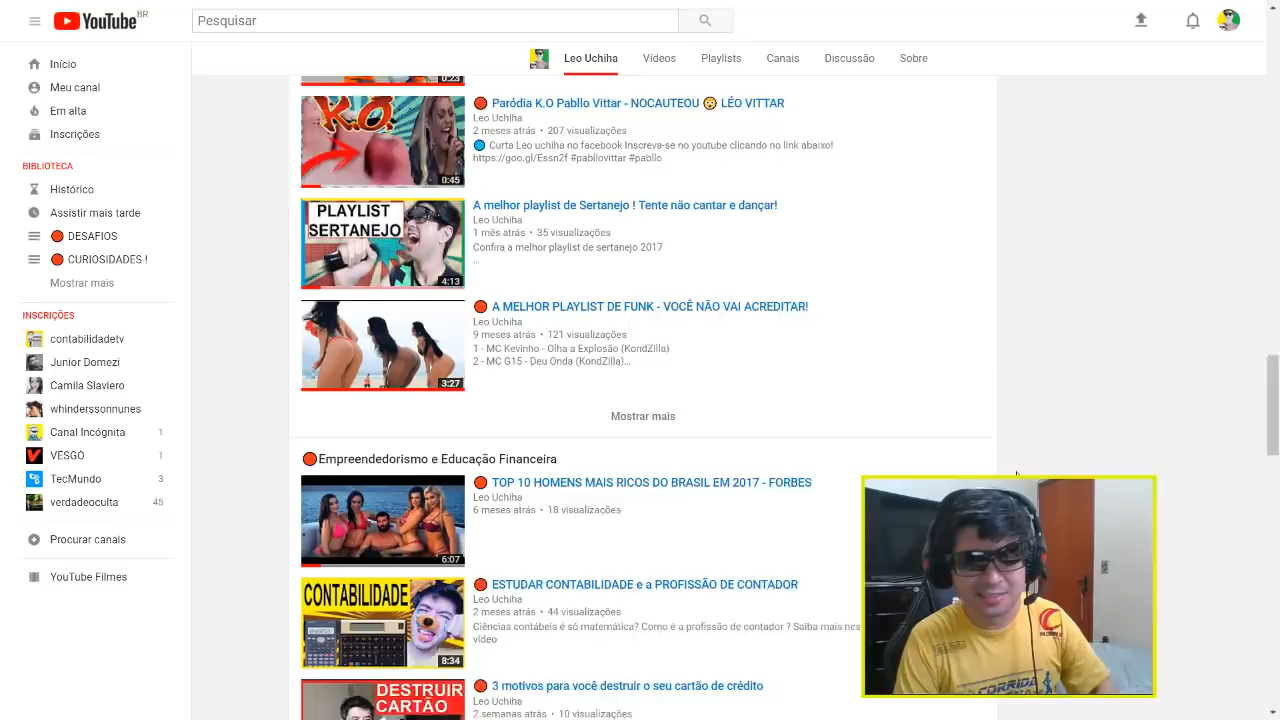 YouTube BR
Pesquisar
Leo Uchiha
Vídeos
Playlists
Canais
Discussão
Sobre
Início
Meu canal
Em alta
Inscrições
BIBLIOTECA
Histórico
Assistir mais tarde
DESAFIOS
CURIOSIDADES !
Mostrar mais
INSCRIÇÕES
contabilidadetv
Junior Domezi
Camila Slaviero
whinderssonnunes
Canal Incógnita 1
VESGO 1
TecMundo 3
verdadeoculta 45
Procurar canais
YouTube Filmes
0:23
K.O.
0:45
Paródia K.O Pabllo Vittar - NOCAUTEOU 😲 LÉO VITTAR
Leo Uchiha
2 meses atrás • 207 visualizações
Curta Leo uchiha no facebook Inscreva-se no youtube clicando no link abaixo!
https://goo.gl/Essn2f #pabllovittar #pabllo
PLAYLIST
SERTANEJO
4:13
A melhor playlist de Sertanejo ! Tente não cantar e dançar!
Leo Uchiha
1 mês atrás • 35 visualizações
Confira a melhor playlist de sertanejo 2017
...
3:27
A MELHOR PLAYLIST DE FUNK - VOCÊ NÃO VAI ACREDITAR!
Leo Uchiha
9 meses atrás • 121 visualizações
1 - MC Kevinho - Olha a Explosão (KondZilla)
2 - MC G15 - Deu Onda (KondZilla)...
Mostrar mais
Empreendedorismo e Educação Financeira
6:07
TOP 10 HOMENS MAIS RICOS DO BRASIL EM 2017 - FORBES
Leo Uchiha
6 meses atrás • 18 visualizações
CONTABILIDADE
8:34
ESTUDAR CONTABILIDADE e a PROFISSÃO DE CONTADOR
Leo Uchiha
2 meses atrás • 44 visualizações
Ciências contábeis é só matemática? Como é a profissão de contador ? Saiba mais nes
vídeo
DESTRUIR
CARTÃO
3 motivos para você destruir o seu cartão de crédito
Leo Uchiha
2 semanas atrás • 10 visualizações
CORRIDA